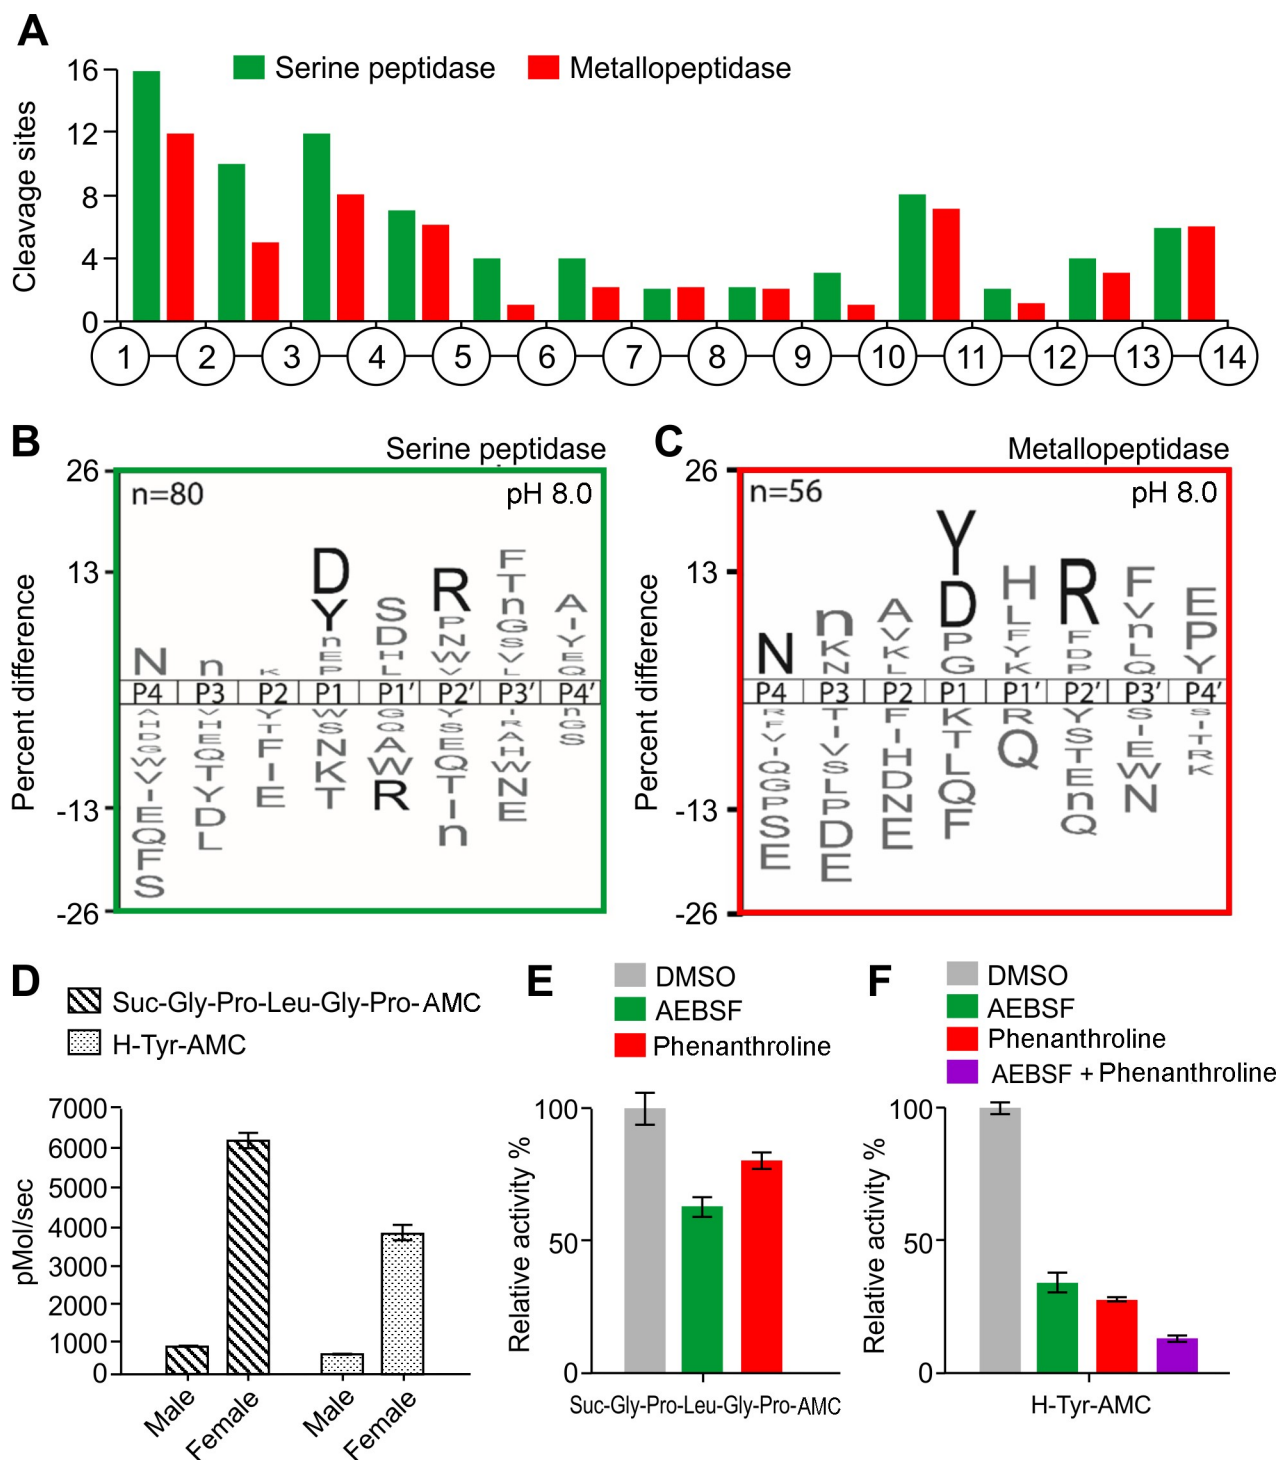 A
Serine peptidase
Metallopeptidase
Cleavage sites
16
12
8
4
0
1 2 3 4 5 6 7 8 9 10 11 12 13 14
B
Serine peptidase
Percent difference
26
13
-13
-26
n=80
pH 8.0
D
Y
n
E
P
S
D
H
L
R
P
N
W
V
F
T
n
G
S
V
L
A
I
Y
E
Q
N
n
K
P4 P3 P2 P1 P1′ P2′ P3′ P4′
A
H
D
G
W
V
I
E
Q
F
S
V
H
E
Q
T
Y
D
L
Y
T
F
I
E
W
S
N
K
T
G
Q
A
W
R
Y
S
E
Q
T
I
n
I
R
A
H
W
N
E
n
G
S
C
Metallopeptidase
Percent difference
26
13
-13
-26
n=56
pH 8.0
N
n
K
N
A
V
K
L
Y
D
P
G
H
L
F
Y
K
R
F
D
P
F
V
n
L
Q
E
P
Y
P4 P3 P2 P1 P1′ P2′ P3′ P4′
R
F
V
I
Q
G
P
S
E
T
I
V
S
L
P
D
E
F
I
H
D
N
E
K
T
L
Q
F
R
Q
Y
S
T
E
n
Q
S
I
E
W
N
S
I
T
R
K
D
Suc-Gly-Pro-Leu-Gly-Pro-AMC
H-Tyr-AMC
pMol/sec
7000
6000
5000
4000
3000
2000
1000
0
Male
Female
Male
Female
E
DMSO
AEBSF
Phenanthroline
Relative activity %
100
50
0
Suc-Gly-Pro-Leu-Gly-Pro-AMC
F
DMSO
AEBSF
Phenanthroline
AEBSF + Phenanthroline
Relative activity %
100
50
0
H-Tyr-AMC